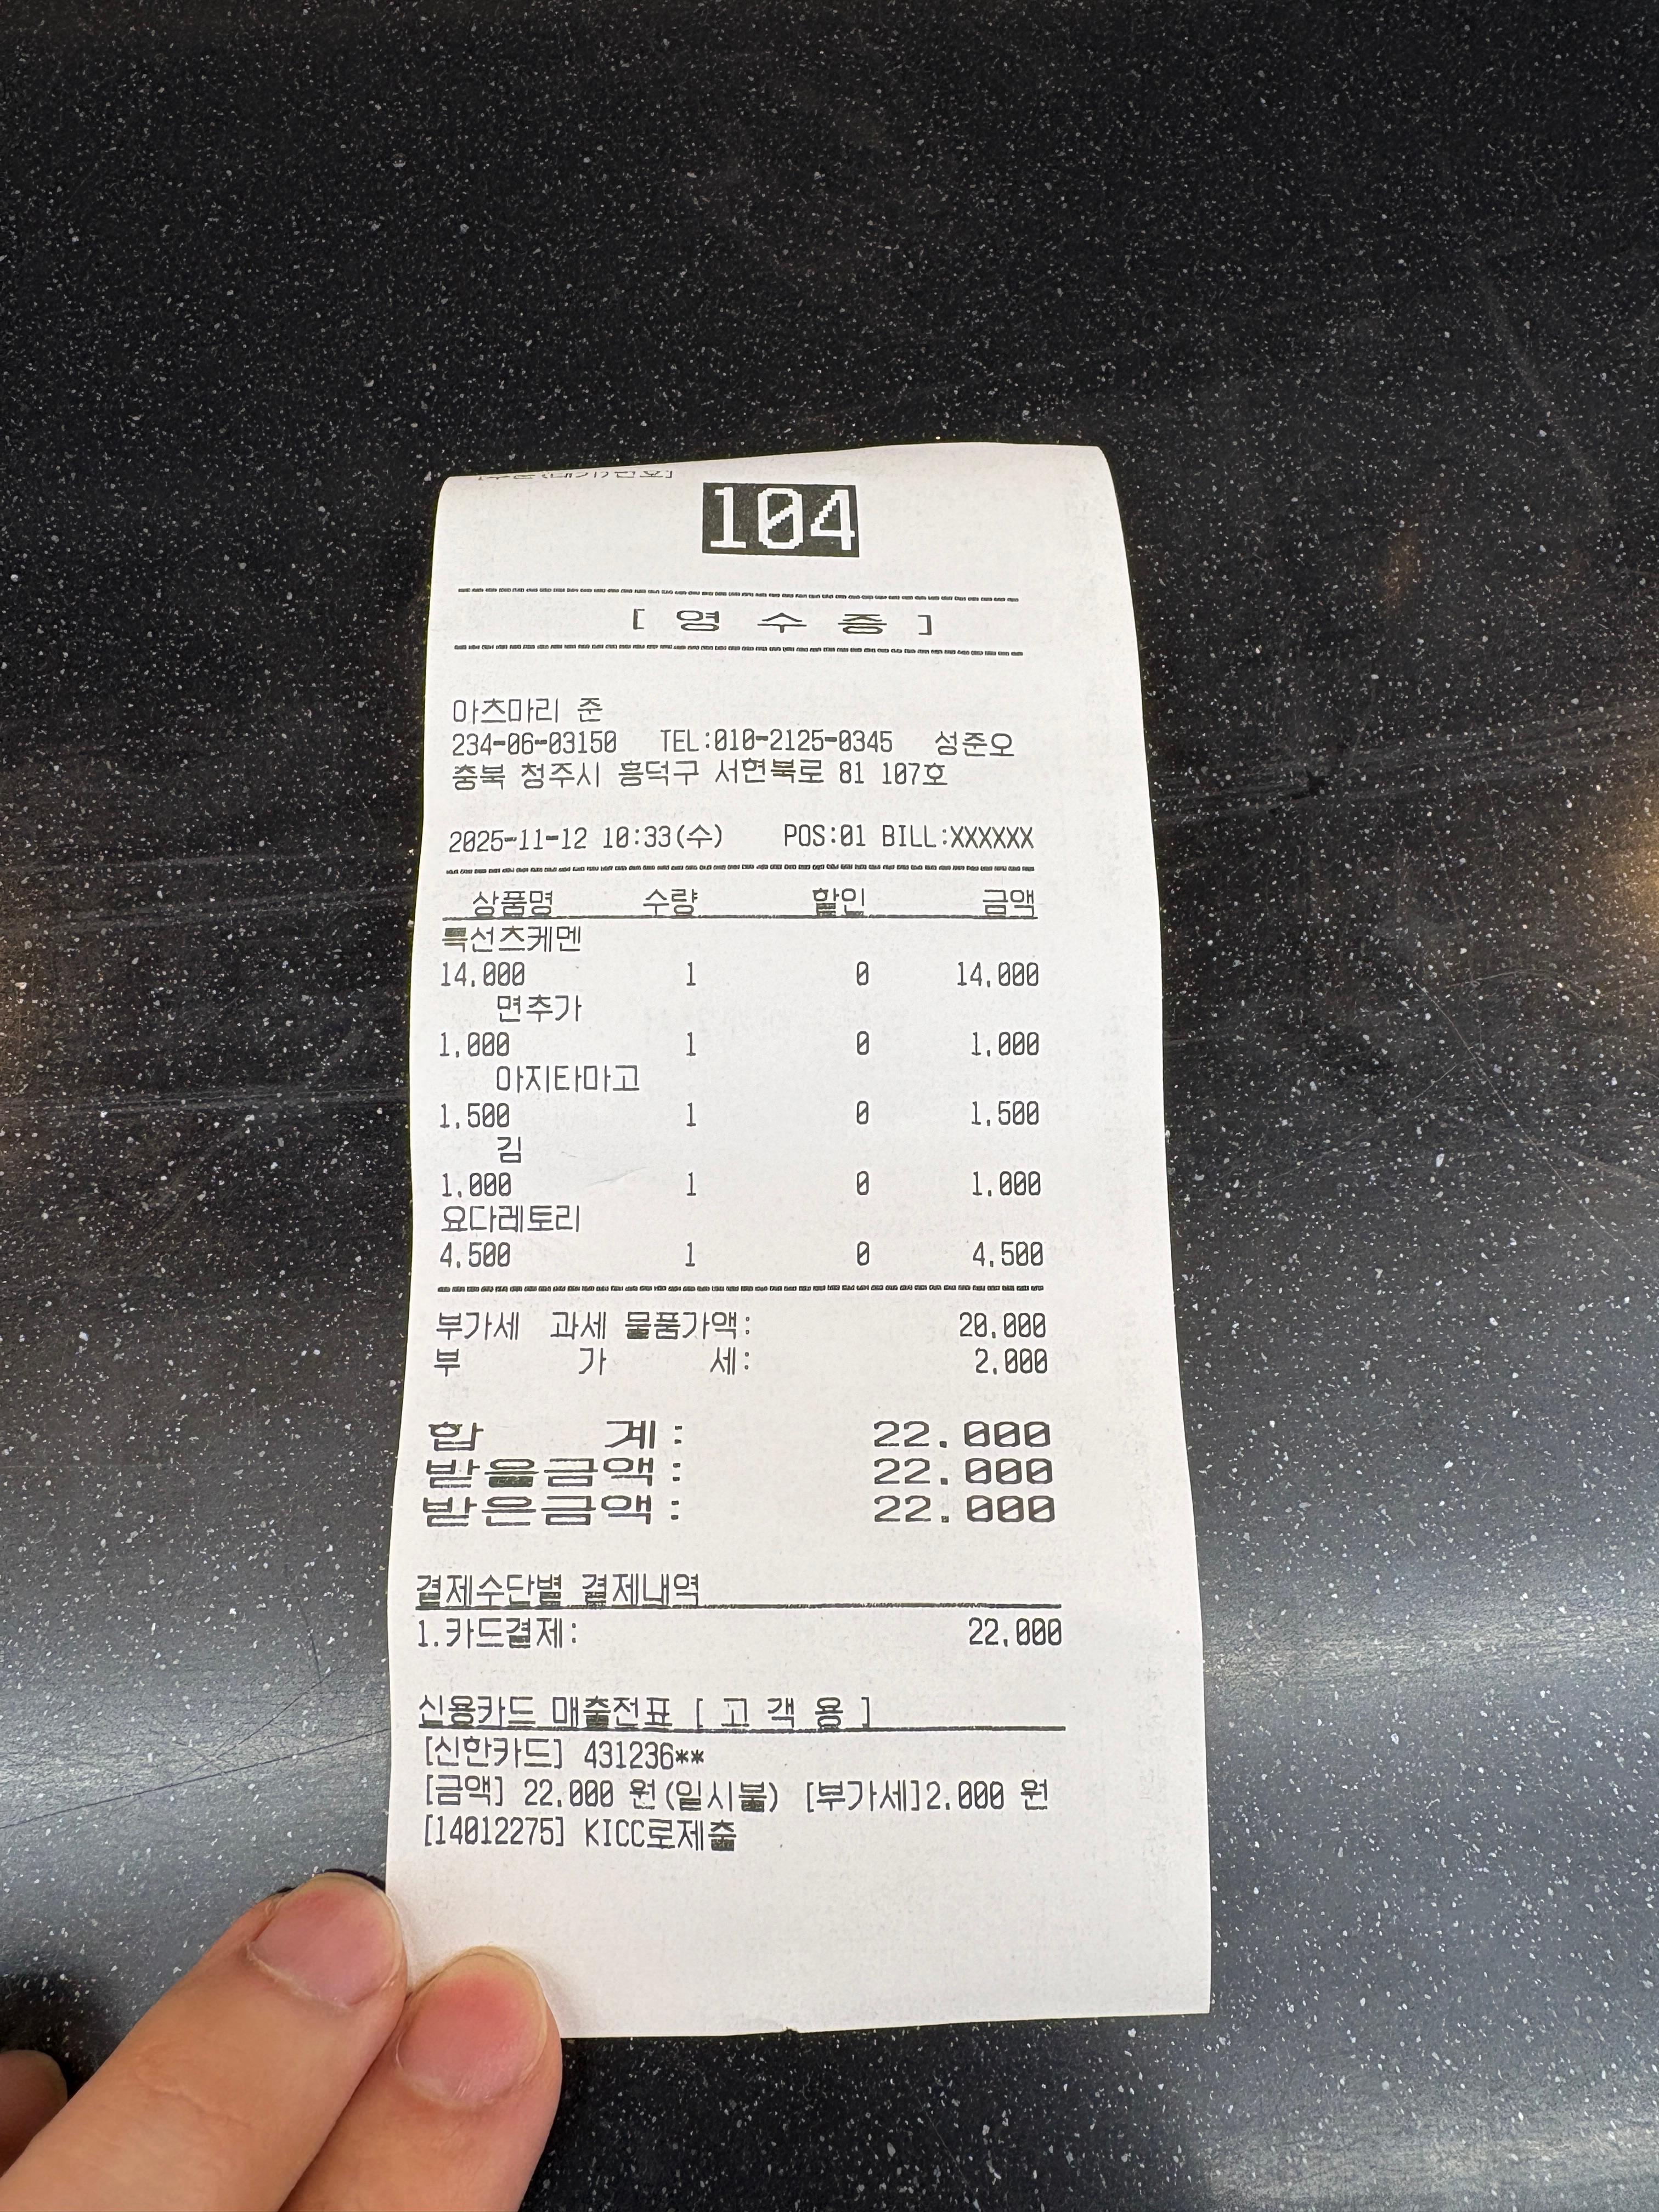 104
[ 영 수 증 ]
아츠마리 준
234-06-03150 TEL:010-2125-0345 성준오
충북 청주시 흥덕구 서현북로 81 107호
2025-11-12 10:33(수) POS:01 BILL:XXXXXX
상품명 수량 할인 금액
특선츠케멘
14,000 1 0 14,000
면추가
1,000 1 0 1,000
아지타마고
1,500 1 0 1,500
김
1,000 1 0 1,000
요다레토리
4,500 1 0 4,500
부가세 과세 물품가액: 20,000
부 가 세: 2,000
합 계: 22,000
받을금액: 22,000
받은금액: 22,000
결제수단별 결제내역
1.카드결제: 22,000
신용카드 매출전표 [ 고 객 용 ]
[신한카드] 431236**
[금액] 22,000 원(일시불) [부가세]2,000 원
[14012275] KICC로제출